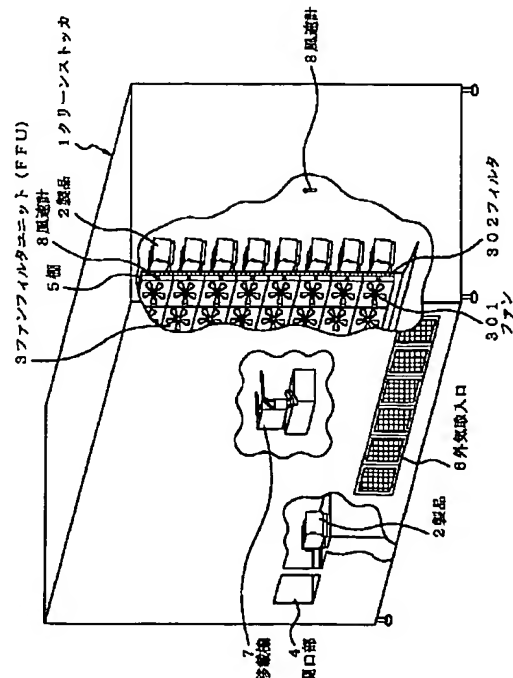 1クリーンストッカ
3ファンフィルタユニット(FFU)
8風速計
2製品
5棚
8風速計
302フィルタ
301
ファン
6外気取入口
2製品
7
移載機
4
開口部